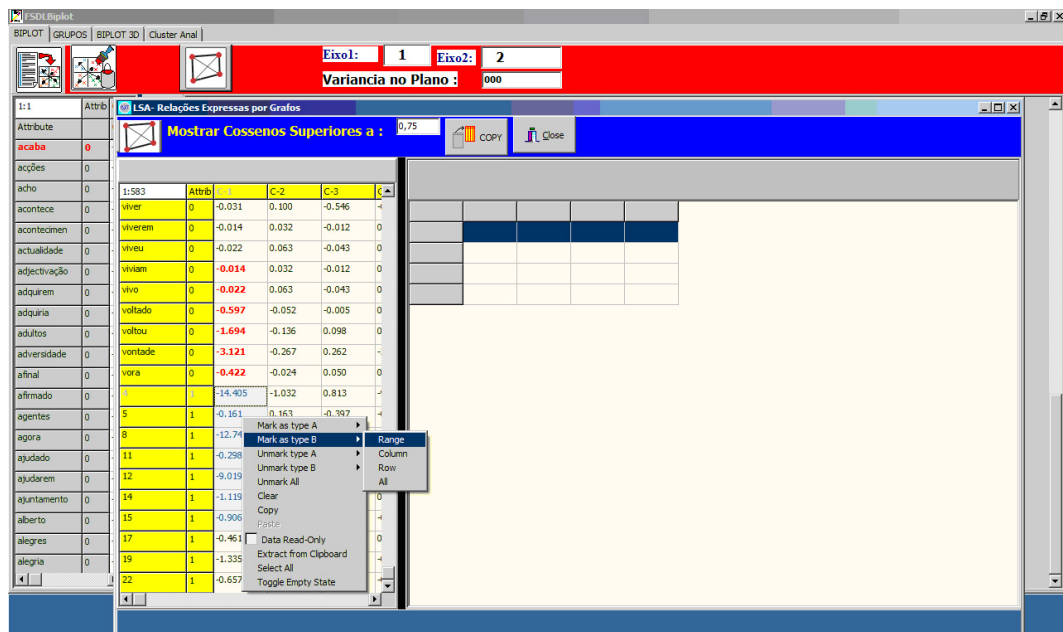 FSDLBiplot
BIPLOT GRUPOS BIPLOT 3D Cluster Anal
Eixo1: 1 Eixo2: 2
Variancia no Plano : 000
1:1 Attrib
Attribute
acaba 0
acções 0
acho 0
acontece 0
acontecimen 0
actualidade 0
adjectivação 0
adquirem 0
adquiria 0
adultos 0
adversidade 0
afinal 0
afirmado 0
agentes 0
agora 0
ajudado 0
ajudarem 0
ajuntamento 0
alberto 0
alegres 0
alegria 0
LSA- Relações Expressas por Grafos
Mostrar Cossenos Superiores a : 0,75 COPY Close
1:583 Attrib C-1 C-2 C-3
viver 0 -0.031 0.100 -0.546
viverem 0 -0.014 0.032 -0.012 0
viveu 0 -0.022 0.063 -0.043 0
viviam 0 -0.014 0.032 -0.012 0
vivo 0 -0.022 0.063 -0.043 0
voltado 0 -0.597 -0.052 -0.005 0
voltou 0 -1.694 -0.136 0.098 0
vontade 0 -3.121 -0.267 0.262 -
vora 0 -0.422 -0.024 0.050 0
4 1 -14.405 -1.032 0.813
5 1 -0.161 0.163 -0.397
8 1 -12.74
11 1 -0.298
12 1 -9.019
14 1 -1.119
15 1 -0.906
17 1 -0.461
19 1 -1.335
22 1 -0.657
Mark as type A
Mark as type B
Unmark type A
Unmark type B
Unmark All
Clear
Copy
Paste
Data Read-Only
Extract from Clipboard
Select All
Toggle Empty State
Range
Column
Row
All